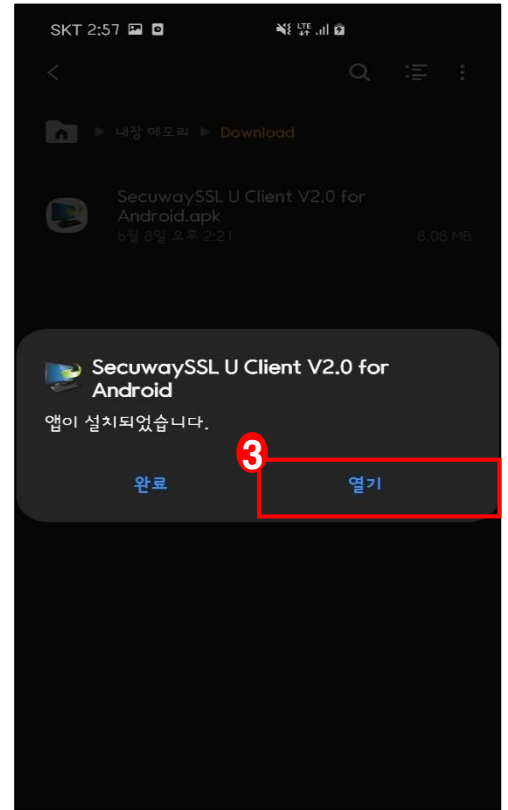 SKT 2:57
LTE
내장 메모리 ▶ Download
SecuwaySSL U Client V2.0 for
Android.apk
6월 8일 오후 2:21 8.06 MB
SecuwaySSL U Client V2.0 for
Android
앱이 설치되었습니다.
3
완료 열기